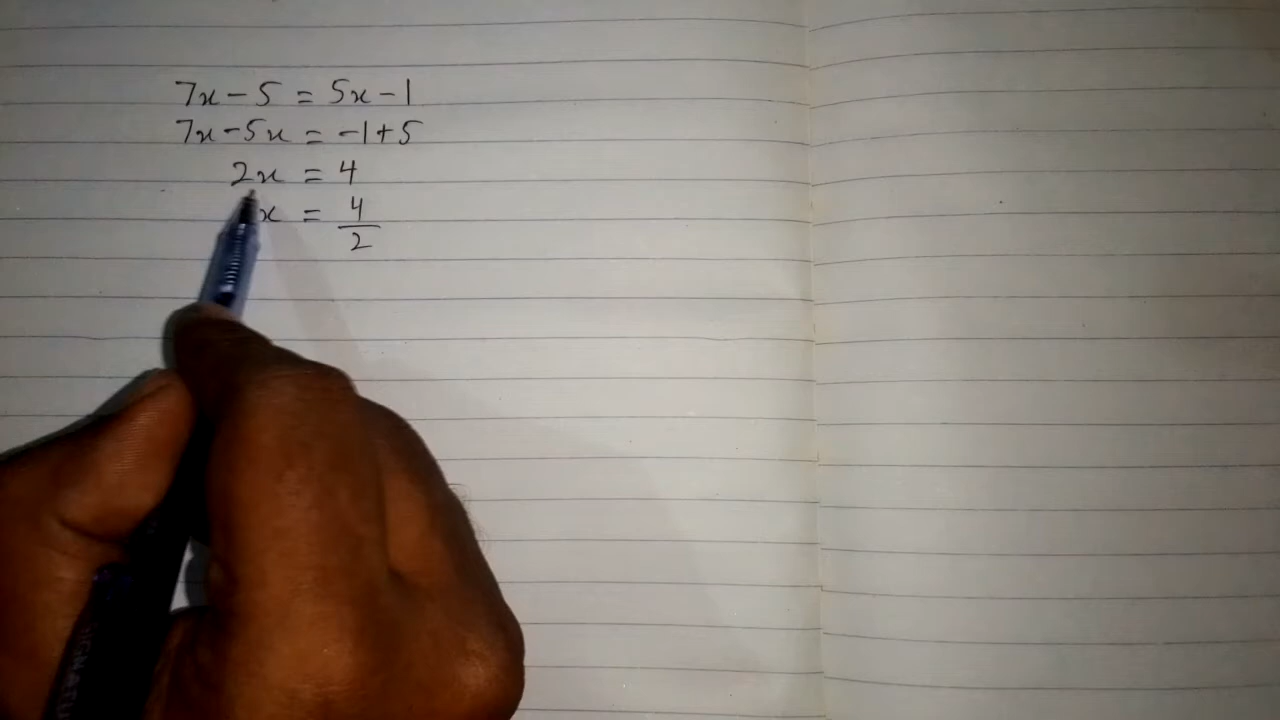 7x - 5 = 5x - 1
7x - 5x = -1 + 5
2x = 4
x = 4/2